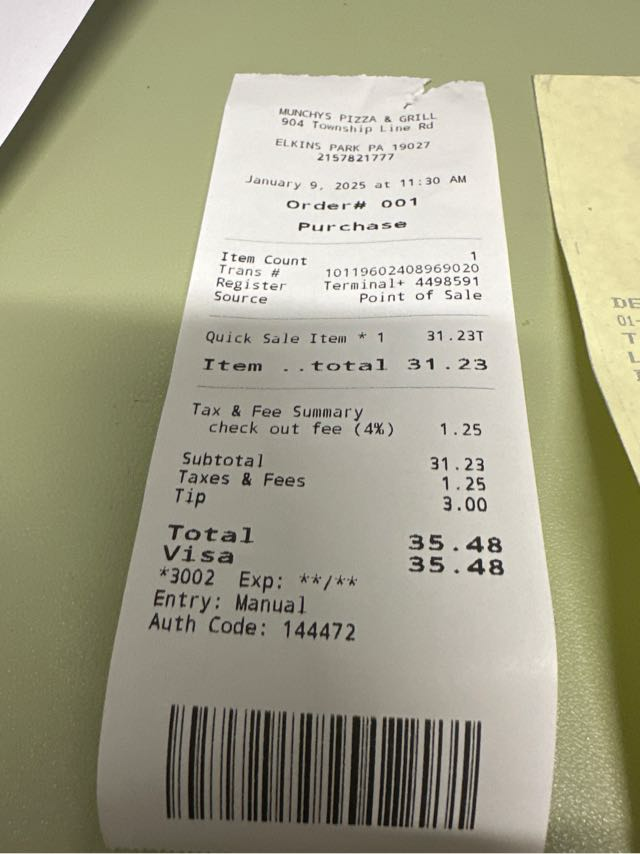 MUNCHYS PIZZA & GRILL
904 Township Line Rd
ELKINS PARK PA 19027
2157821777
January 9, 2025 at 11:30 AM
Order# 001
Purchase
Item Count 1
Trans # 10119602408969020
Register Terminal+ 4498591
Source Point of Sale
Quick Sale Item * 1 31.23T
Item ..total 31.23
Tax & Fee Summary
check out fee (4%) 1.25
Subtotal 31.23
Taxes & Fees 1.25
Tip 3.00
Total 35.48
Visa 35.48
*3002 Exp: **/**
Entry: Manual
Auth Code: 144472
DE
01-
T
L